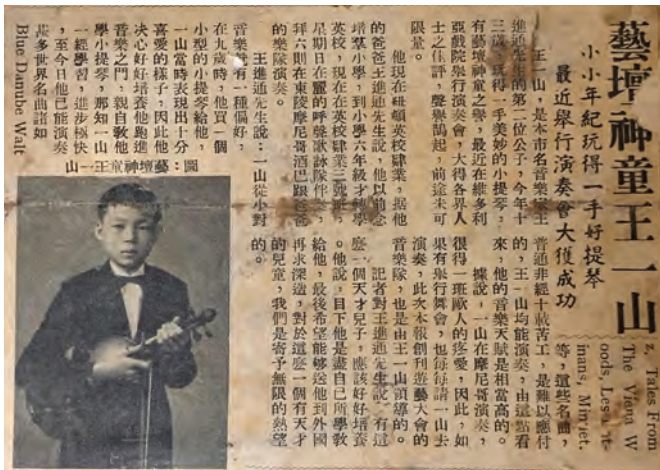 藝壇神童王一山
小小年紀玩得一手好提琴
最近舉行演奏會大獲成功
王一山，是本市名音樂家王
進通先生的第二位公子，今年十
三歲，玩得一手美妙的小提琴，
有藝壇神童之譽，最近在維多利
亞戲院舉行演奏會，大得各界人
士之佳評，聲譽鵲起，前途未可
限量。
他現在頓英校肄業，据他
的爸爸王進通先生說，他以前念
培羣小學，到小學六年級才轉學
英校，現在在英校肄業三號班，
星期日在麗的呼聲歌詠隊伴奏，
拜六則在東陵摩尼哥酒巴跟爸爸
的樂隊演奏。
王進通先生說：一山從小對
音樂就有一種偏好，
在九歲時，他買一個
小型的小提琴給他，
一山當時表現出十分
喜愛的樣子，因此他
決心好好培養他跑進
音樂之門，親自敎他
學小提琴，那知一山
一經學習，進步極快
，至今日他已能演奏
甚多世界名曲諸如
Blue Danube Walt
z, Tales From
The Viena W
oods,
Minuet.
等，這些名曲，
普通非經十載苦工，是難以應付
的，王一山均能演奏，由這點看
來，他的音樂天賦是相當高的。
據說，一山在摩尼哥演奏，
很得一班歐人的疼愛，因此，如
果有舉行舞會，也每每請一山去
演奏，此次本報創刊遊藝大會的
音樂隊，也是由王一山領導的。
記者對王進通先生說，有這
麽一個天才兒子，應該好好培養
。他說，目下他是盡自己所學敎
給他，最後希望能夠送他到外國
再求深造，對於這麽一個有天才
的兒童，我們是寄予無限的熱望
的。
圖：藝壇神童王一山